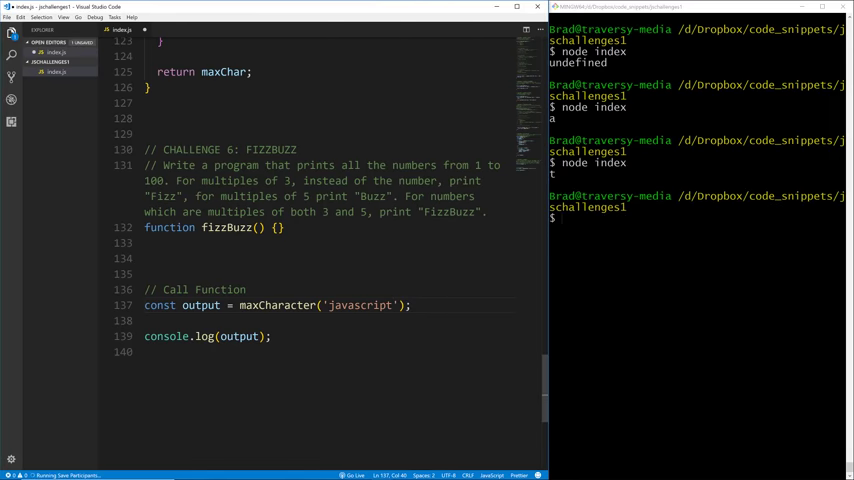 index.js - jschallenges1 - Visual Studio Code
File Edit Selection View Go Debug Tasks Help
EXPLORER
OPEN EDITORS 1 UNSAVED
index.js
JSCHALLENGES1
index.js
index.js
123 }
124
125 return maxChar;
126 }
127
128
129
130 // CHALLENGE 6: FIZZBUZZ
131 // Write a program that prints all the numbers from 1 to
100. For multiples of 3, instead of the number, print
"Fizz", for multiples of 5 print "Buzz". For numbers
which are multiples of both 3 and 5, print "FizzBuzz".
132 function fizzBuzz() {}
133
134
135
136 // Call Function
137 const output = maxCharacter('javascript');
138
139 console.log(output);
140
0 0 Running Save Participants...
Go Live Ln 137, Col 40 Spaces: 2 UTF-8 CRLF JavaScript Prettier
MINGW64:/d/Dropbox/code_snippets/jschallenges1
Brad@traversy-media /d/Dropbox/code_snippets/j
schallenges1
$ node index
undefined
Brad@traversy-media /d/Dropbox/code_snippets/j
schallenges1
$ node index
a
Brad@traversy-media /d/Dropbox/code_snippets/j
schallenges1
$ node index
t
Brad@traversy-media /d/Dropbox/code_snippets/j
schallenges1
$